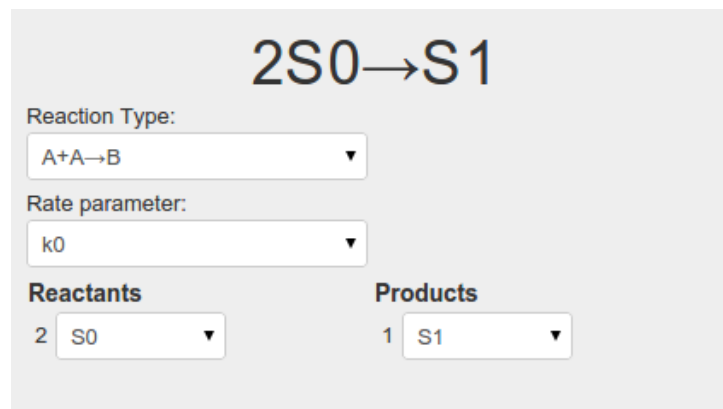 2S0→S1
Reaction Type:
A+A→B
Rate parameter:
k0
Reactants Products
2 S0 1 S1